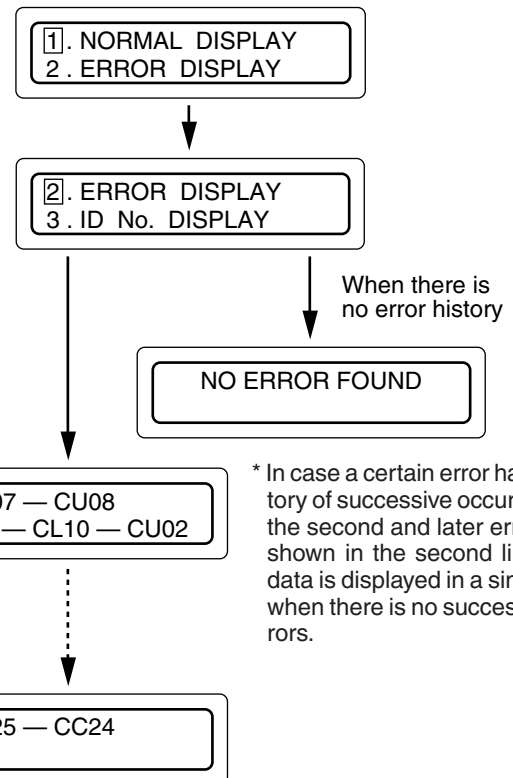 1. NORMAL DISPLAY
2. ERROR DISPLAY
2. ERROR DISPLAY
3. ID No. DISPLAY
When there is
no error history
NO ERROR FOUND
7 — CU08
— CL10 — CU02
* In case a certain error ha
tory of successive occur
the second and later err
shown in the second li
data is displayed in a sin
when there is no succes
rors.
25 — CC24